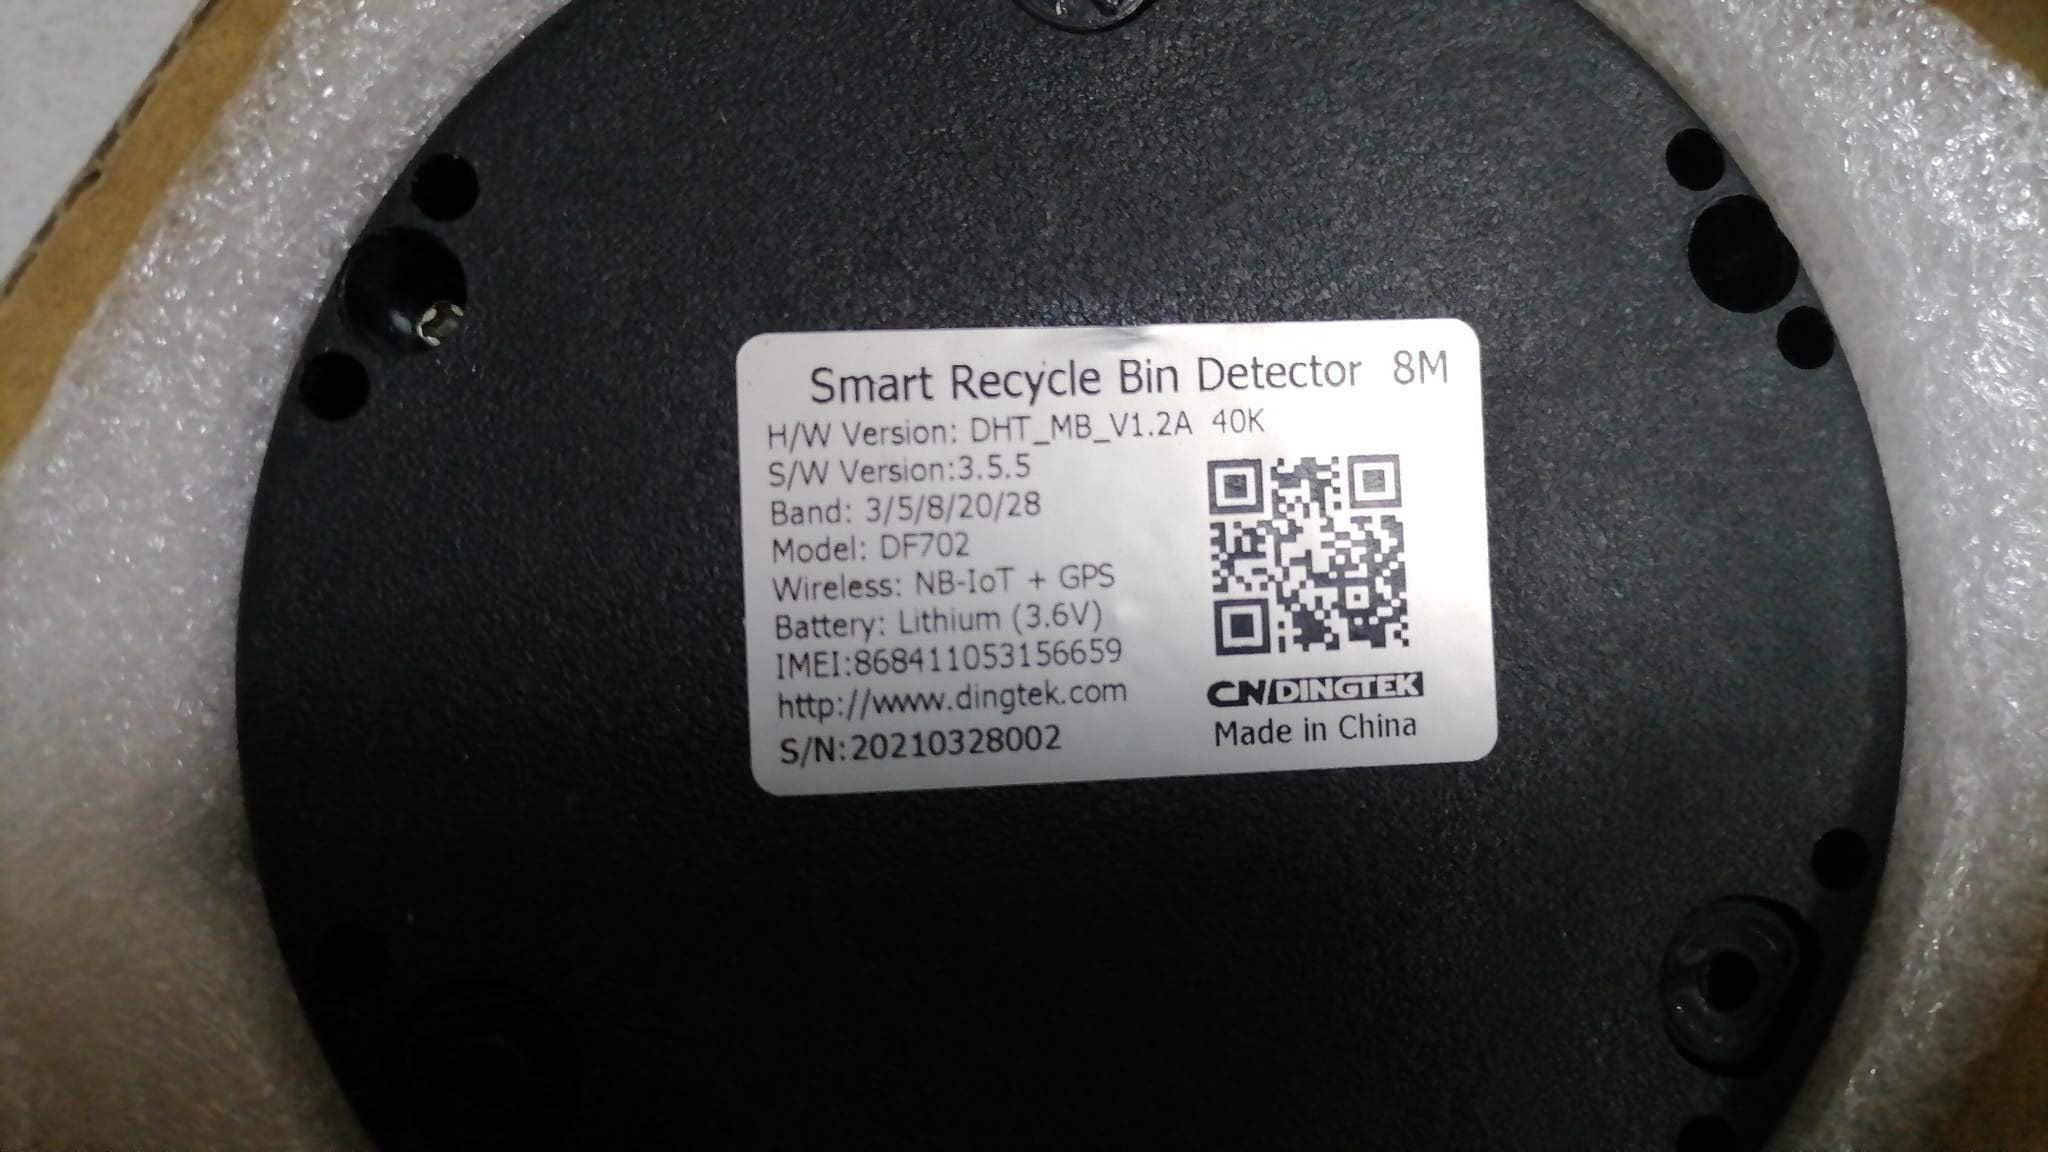 Smart Recycle Bin Detector 8M
H/W Version: DHT_MB_V1.2A 40K
S/W Version:3.5.5
Band: 3/5/8/20/28
Model: DF702
Wireless: NB-IoT + GPS
Battery: Lithium (3.6V)
IMEI:868411053156659
http://www.dingtek.com
S/N:20210328002
CN/DINGTEK
Made in China